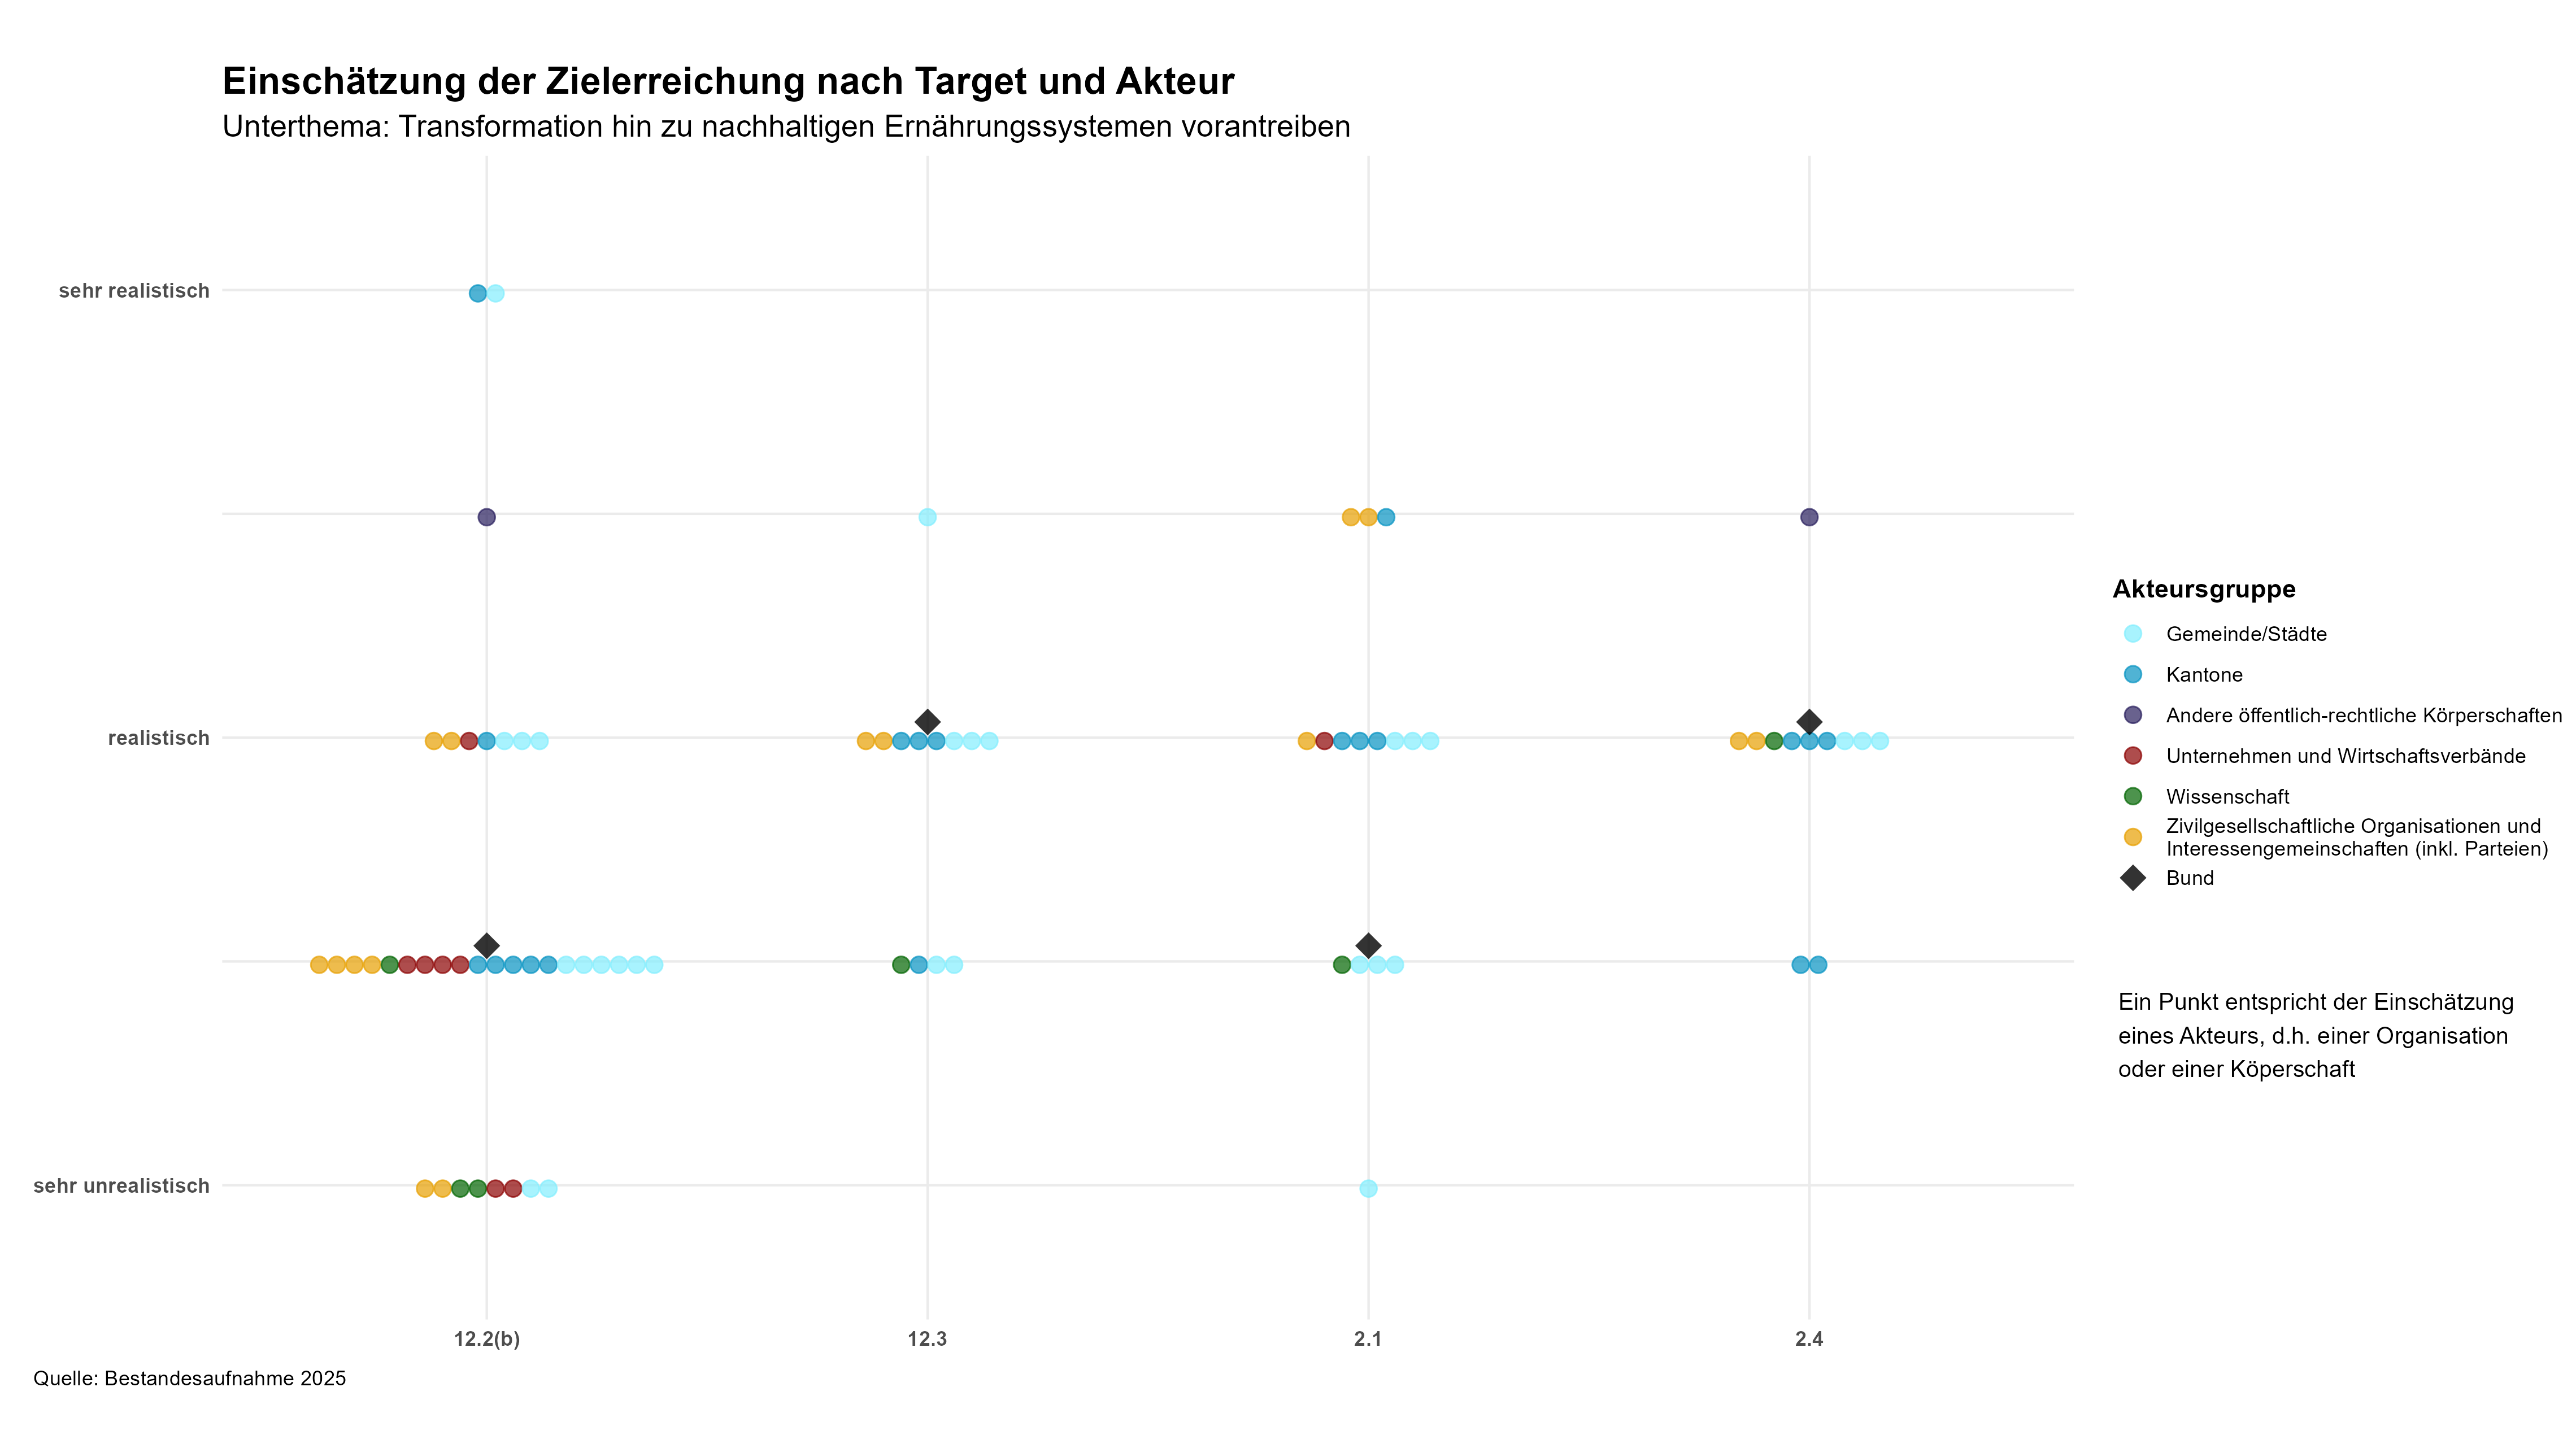 Einschätzung der Zielerreichung nach Target und Akteur
Unterthema: Transformation hin zu nachhaltigen Ernährungssystemen vorantreiben
sehr realistisch
realistisch
sehr unrealistisch
12.2(b)
12.3
2.1
2.4
Akteursgruppe
Gemeinde/Städte
Kantone
Andere öffentlich-rechtliche Körperschaften
Unternehmen und Wirtschaftsverbände
Wissenschaft
Zivilgesellschaftliche Organisationen und
Interessengemeinschaften (inkl. Parteien)
Bund
Ein Punkt entspricht der Einschätzung
eines Akteurs, d.h. einer Organisation
oder einer Köperschaft
Quelle: Bestandesaufnahme 2025